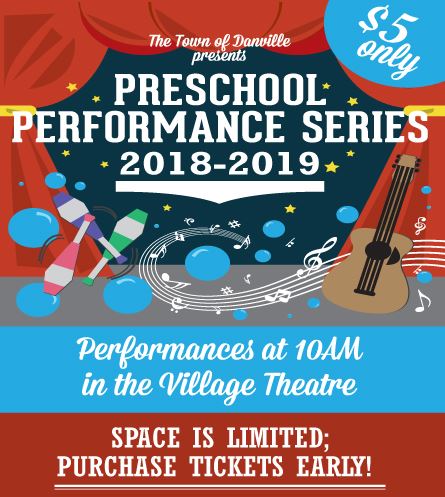 $5
only
The Town of Danville
presents
PRESCHOOL
PERFORMANCE SERIES
2018-2019
Performances at 10AM
in the Village Theatre
SPACE IS LIMITED;
PURCHASE TICKETS EARLY!